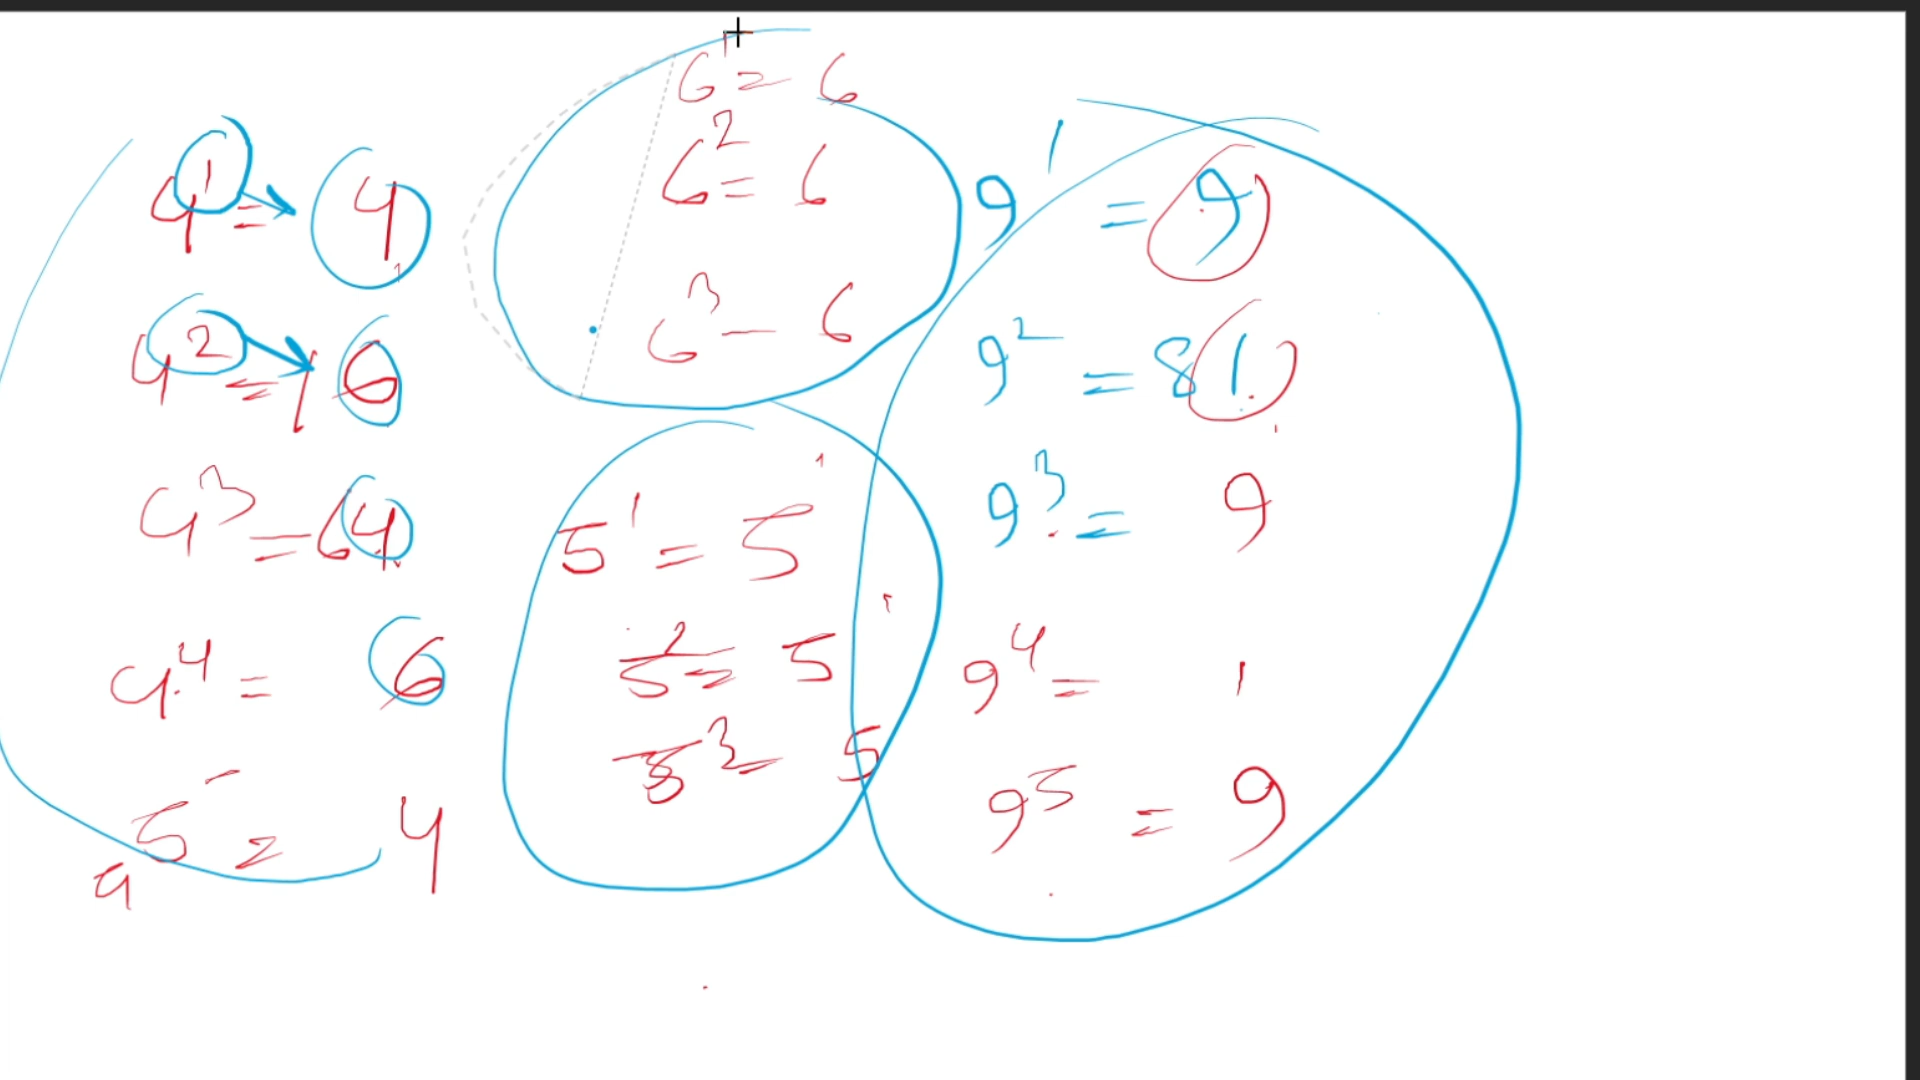 4¹ = 4
4² = 16
4³ = 64
4⁴ = 6
4⁵ = 4
6¹ = 6
6² = 6
6³ – 6
5¹ = 5
5² = 5
5³ = 5
9¹ = 9
9² = 81
9³ = 9
9⁴ = 1
9⁵ = 9